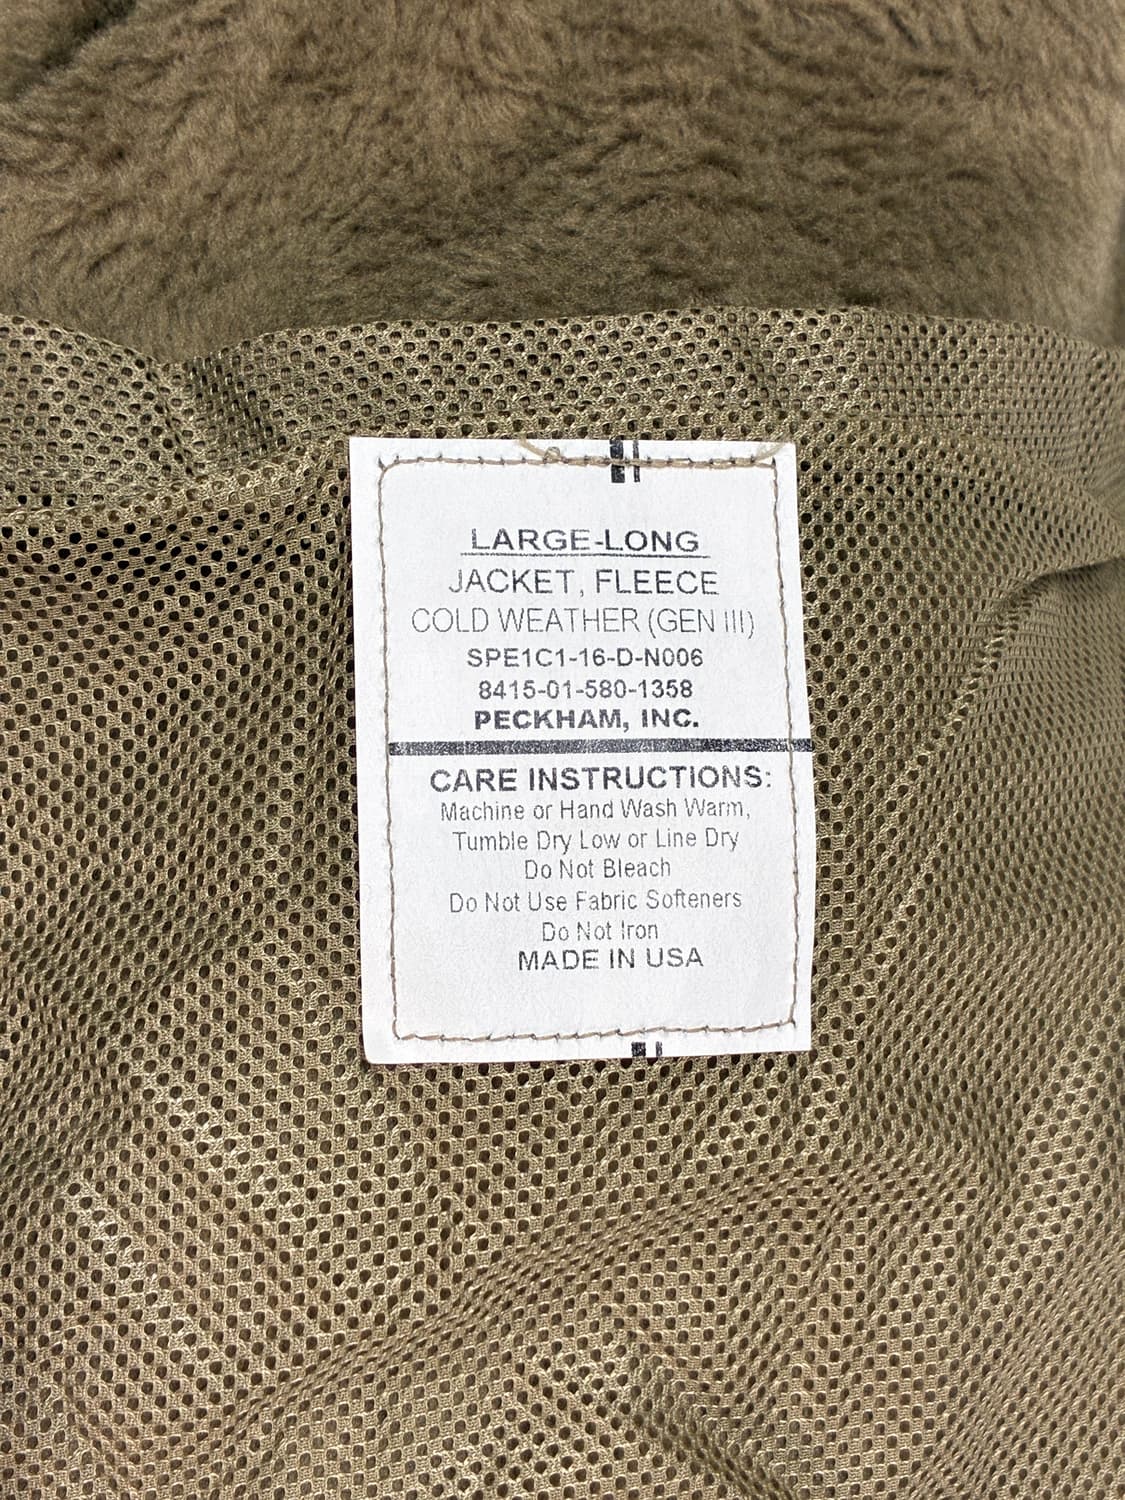 LARGE-LONG
JACKET, FLEECE
COLD WEATHER (GEN III)
SPE1C1-16-D-N006
8415-01-580-1358
PECKHAM, INC.
CARE INSTRUCTIONS:
Machine or Hand Wash Warm,
Tumble Dry Low or Line Dry
Do Not Bleach
Do Not Use Fabric Softeners
Do Not Iron
MADE IN USA